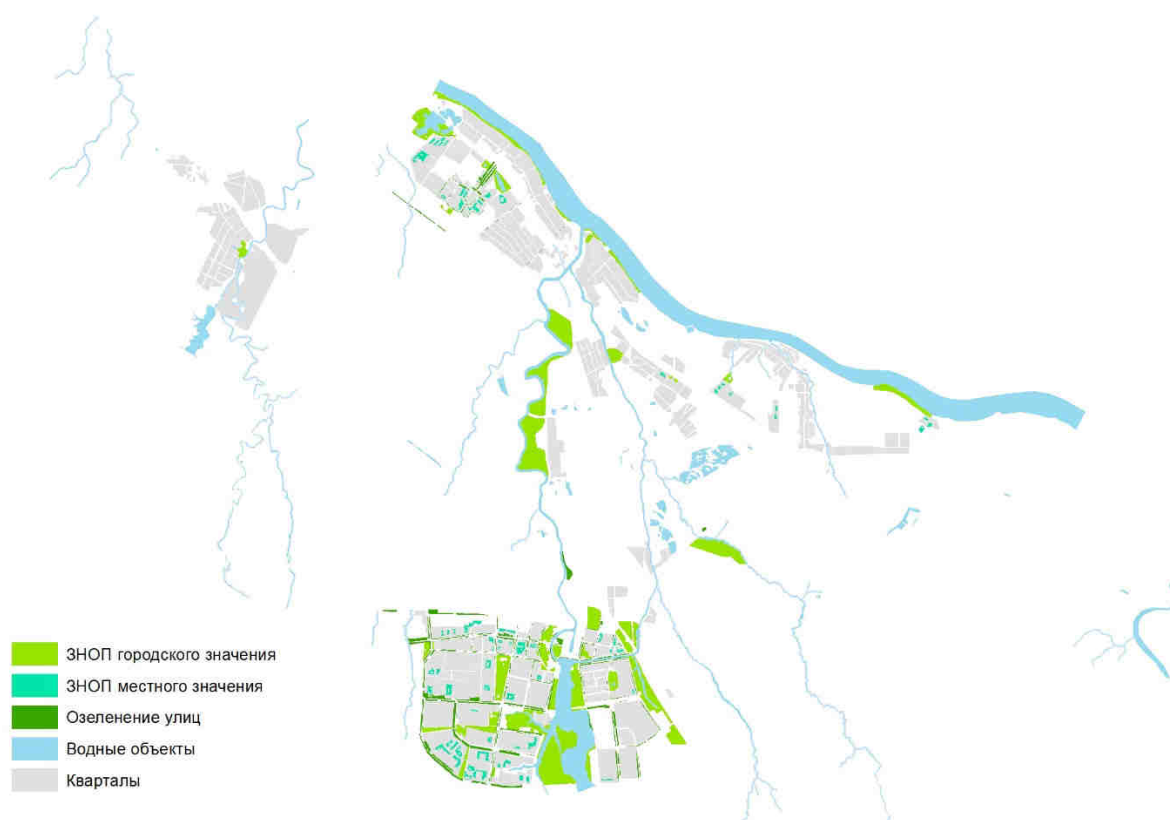 ЗНОП городского значения
ЗНОП местного значения
Озеленение улиц
Водные объекты
Кварталы